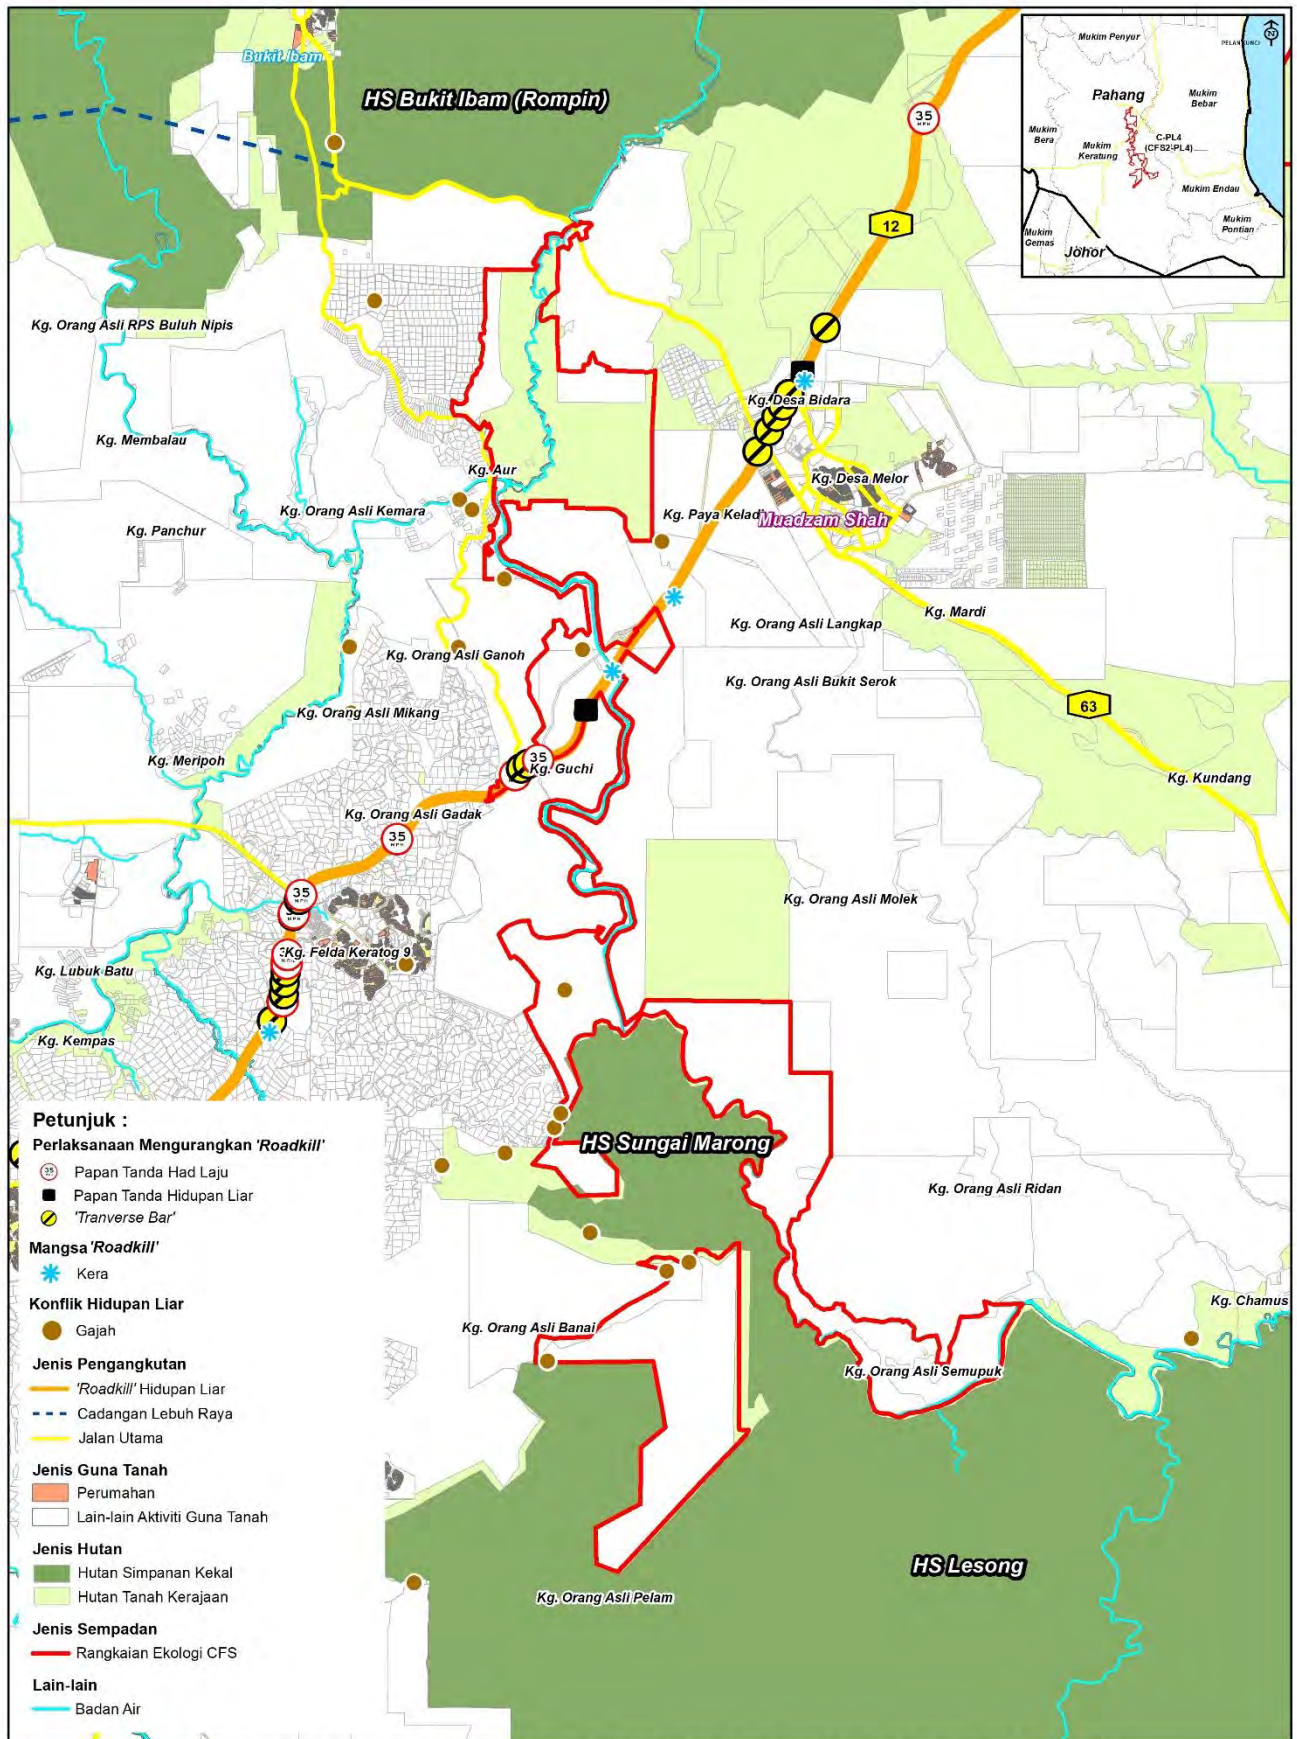 Bukit Ibam
HS Bukit Ibam (Rompin)
35
MPH
12
PELAN KUNCI
N
Mukim Penyur
Pahang
Mukim
Bebar
Mukim
Bera
Mukim
Keratung
C-PL4
(CFS2-PL4)
Mukim Endau
Mukim
Pontian
Mukim
Gemas
Johor
Kg. Orang Asli RPS Buluh Nipis
Kg. Desa Bidara
Kg. Membalau
Kg. Aur
Kg. Desa Melor
Kg. Orang Asli Kemara
Kg. Paya Keladi
Muadzam Shah
Kg. Panchur
Kg. Mardi
Kg. Orang Asli Langkap
Kg. Orang Asli Ganoh
Kg. Orang Asli Bukit Serok
63
Kg. Orang Asli Mikang
Kg. Meripoh
35
Kg. Guchi
Kg. Kundang
Kg. Orang Asli Gadak
35
MPH
35
MPH
Kg. Orang Asli Molek
Kg. Felda Keratog 9
Kg. Lubuk Batu
Kg. Kempas
HS Sungai Marong
Kg. Orang Asli Ridan
Kg. Chamus
Kg. Orang Asli Banai
Kg. Orang Asli Semupuk
HS Lesong
Kg. Orang Asli Pelam
Petunjuk :
Perlaksanaan Mengurangkan 'Roadkill'
35
Papan Tanda Had Laju
Papan Tanda Hidupan Liar
'Tranverse Bar'
Mangsa 'Roadkill'
Kera
Konflik Hidupan Liar
Gajah
Jenis Pengangkutan
'Roadkill' Hidupan Liar
Cadangan Lebuh Raya
Jalan Utama
Jenis Guna Tanah
Perumahan
Lain-lain Aktiviti Guna Tanah
Jenis Hutan
Hutan Simpanan Kekal
Hutan Tanah Kerajaan
Jenis Sempadan
Rangkaian Ekologi CFS
Lain-lain
Badan Air